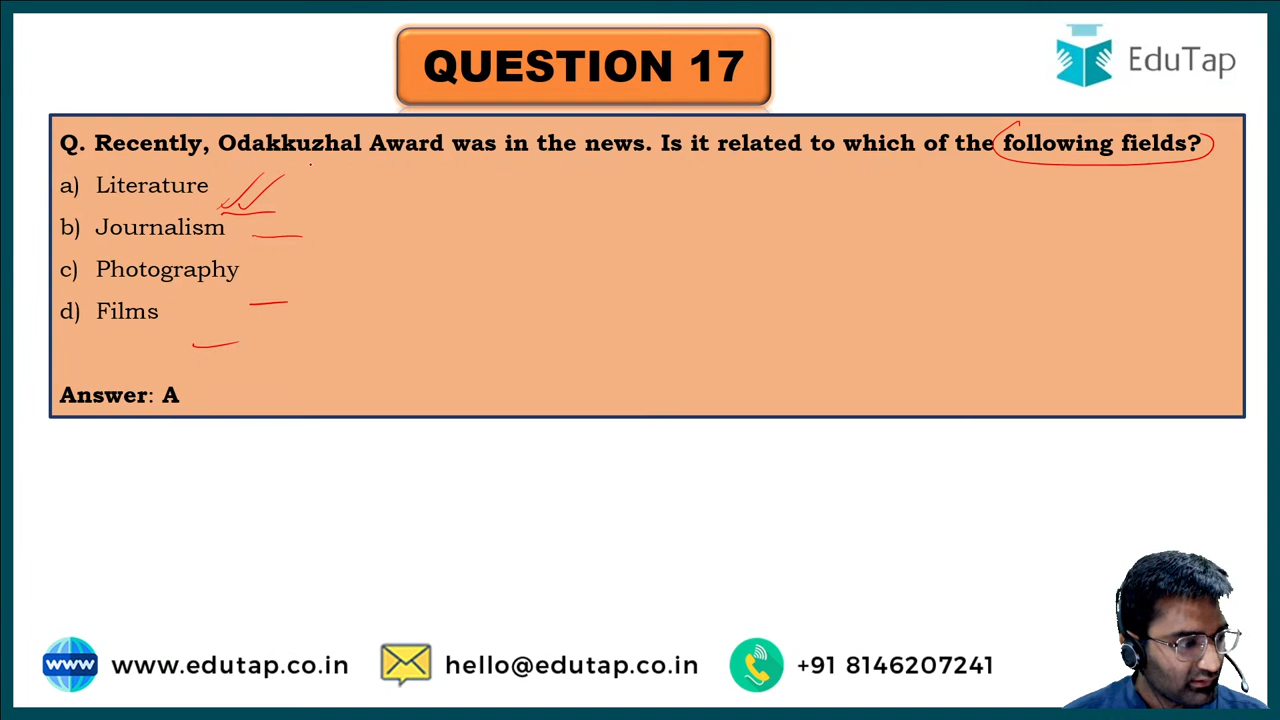 QUESTION 17
EduTap
Q. Recently, Odakkuzhal Award was in the news. Is it related to which of the following fields?
a) Literature
b) Journalism
c) Photography
d) Films
Answer: A
www www.edutap.co.in hello@edutap.co.in +91 8146207241